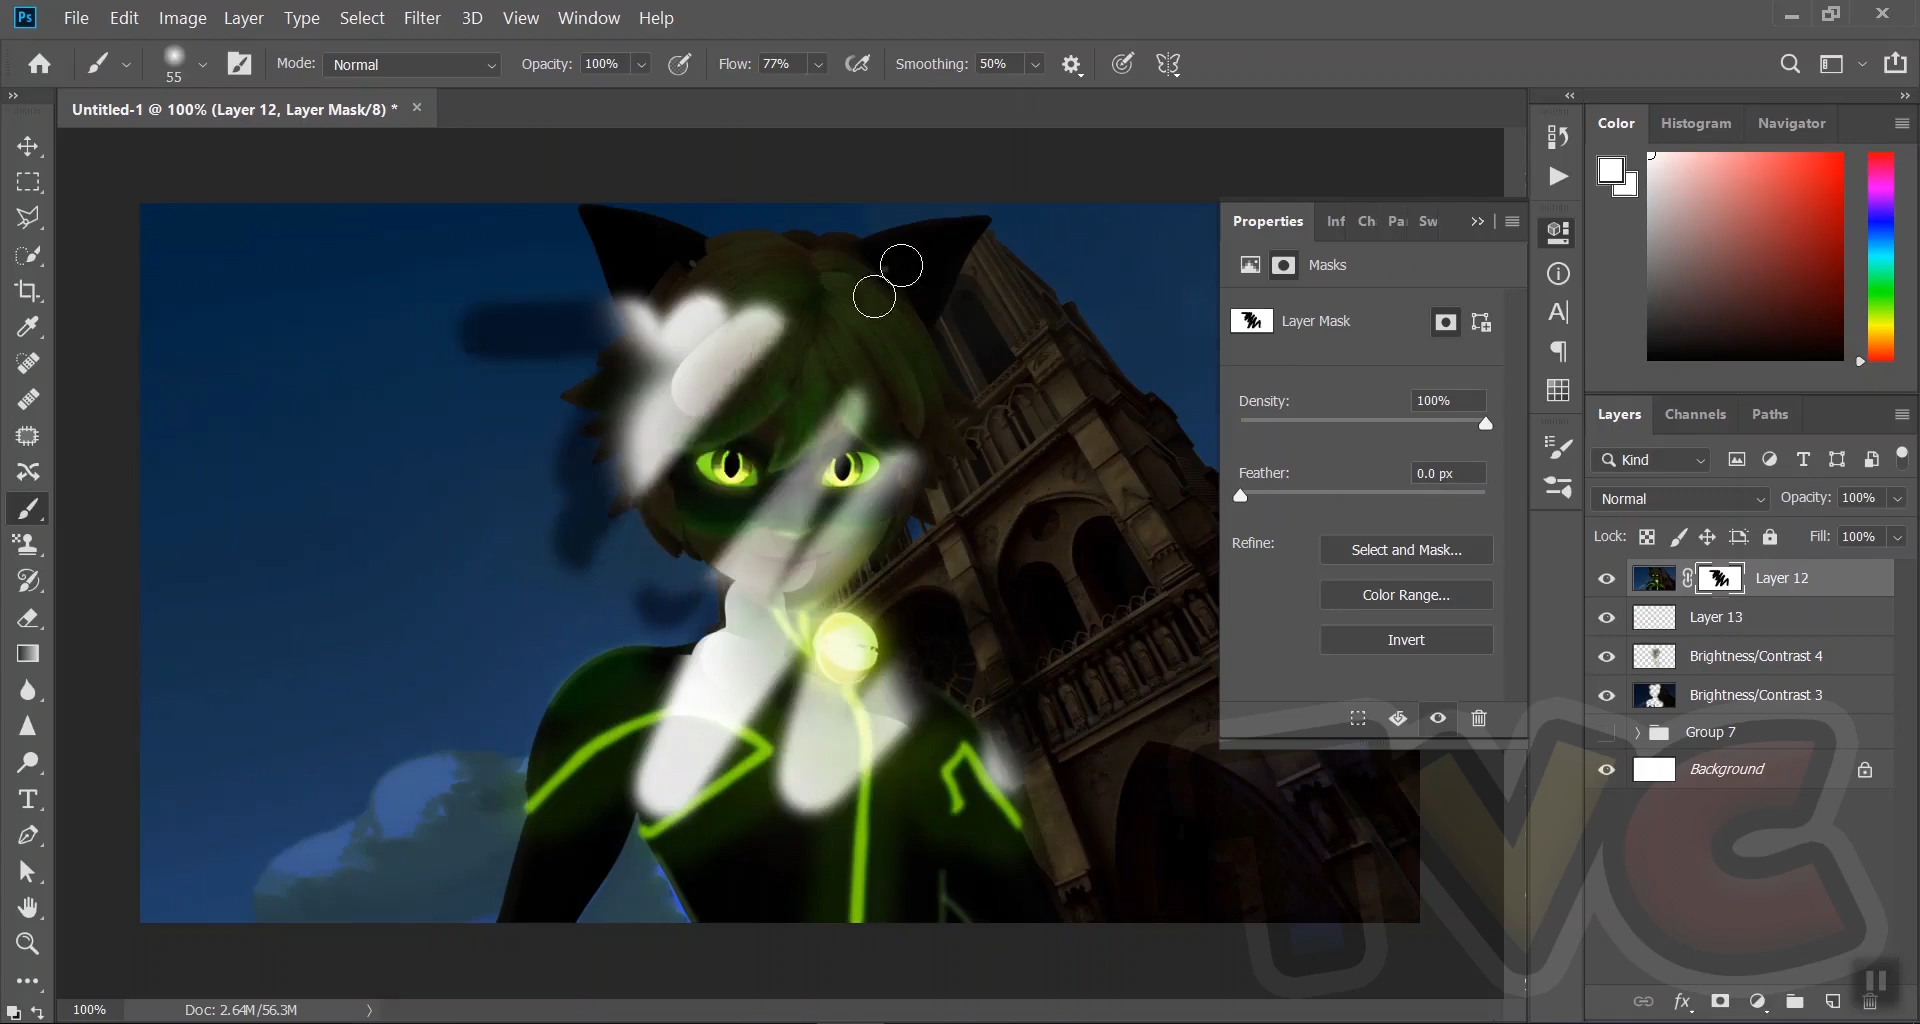 Ps File Edit Image Layer Type Select Filter 3D View Window Help
55 Mode: Normal Opacity: 100% Flow: 77% Smoothing: 50%
Untitled-1 @ 100% (Layer 12, Layer Mask/8) *
Color Histogram Navigator
Properties Inf Ch Pa Sw
Masks
Layer Mask
Density: 100%
Feather: 0.0 px
Refine: Select and Mask...
Color Range...
Invert
Layers Channels Paths
Kind
Normal Opacity: 100%
Lock: Fill: 100%
Layer 12
Layer 13
Brightness/Contrast 4
Brightness/Contrast 3
Group 7
Background
fx
100% Doc: 2.64M/56.3M